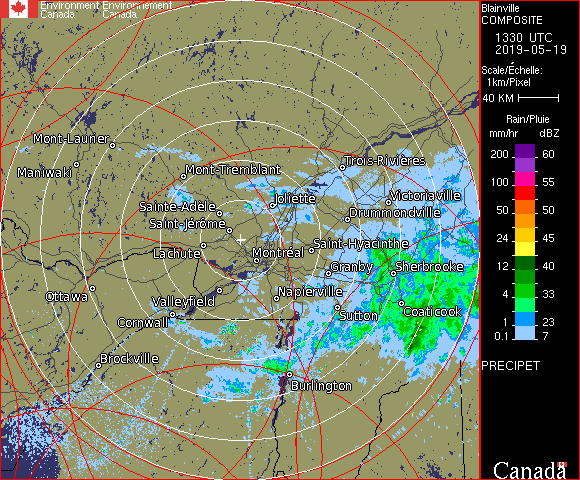 Environment Environnement
Canada Canada
Blainville
COMPOSITE
1330 UTC
2019-05-19
Scale/Échelle:
1km/Pixel
40 KM
Rain/Pluie
mm/hr dBZ
200 60
100 55
50 50
24 45
12 40
4 33
1 23
0.1 7
PRECIPET
Canada
Mont-Laurier
Maniwaki
Mont-Tremblant
Trois-Rivières
Sainte-Adèle
Joliette
Victoriaville
Drummondville
Saint-Jérôme
Lachute
Montréal
Saint-Hyacinthe
Granby
Sherbrooke
Ottawa
Valleyfield
Napierville
Cornwall
Sutton
Coaticook
Brockville
Burlington